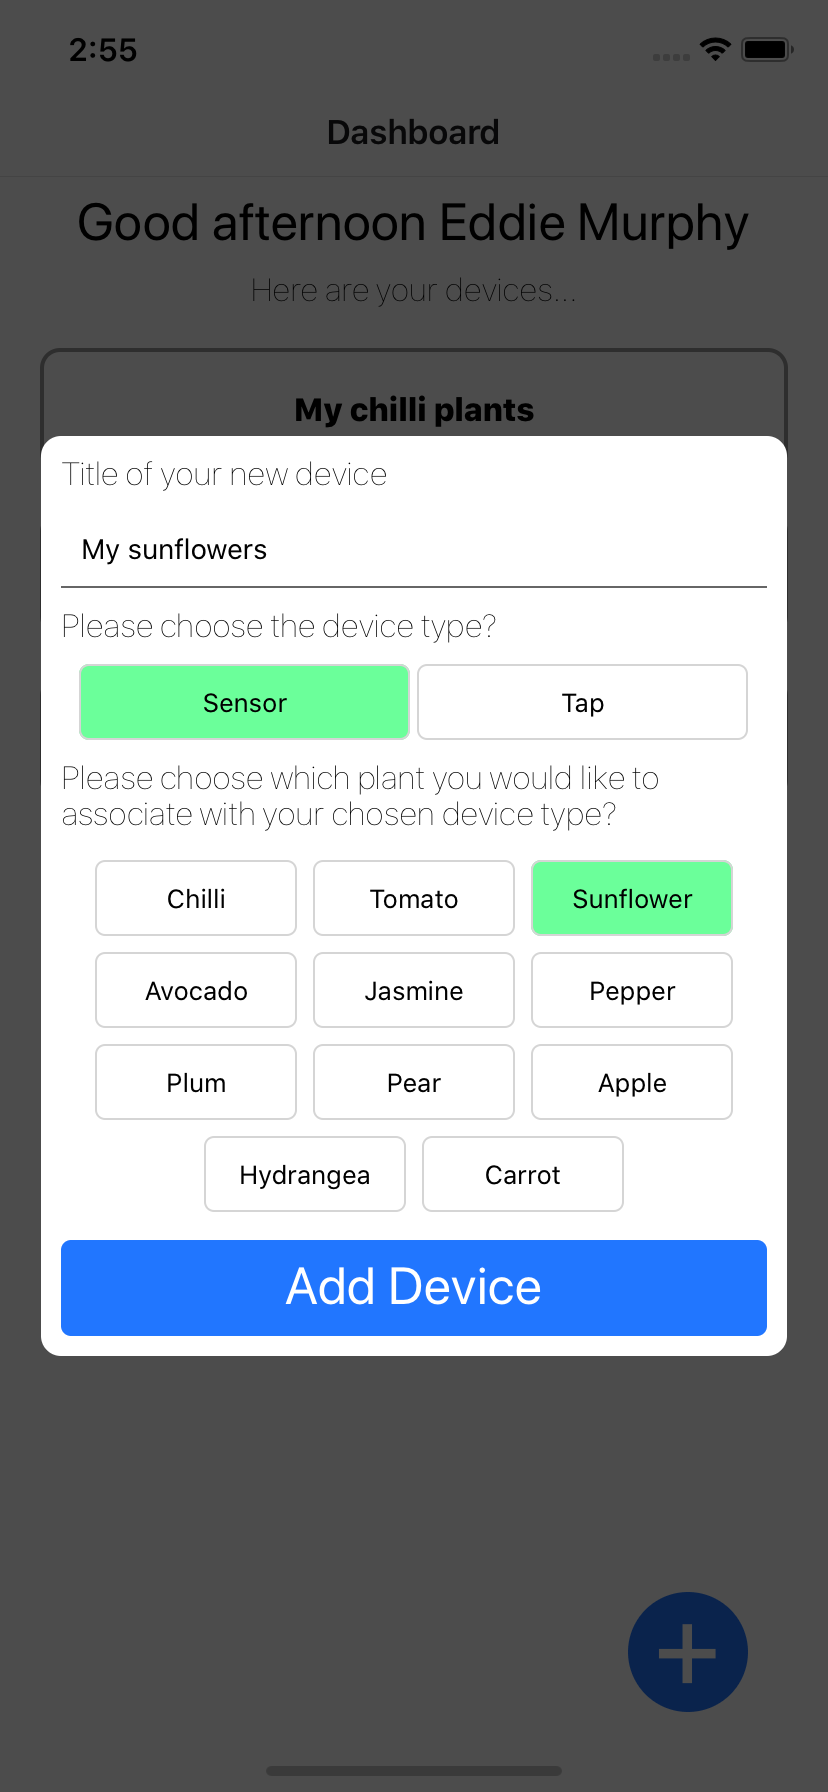 2:55
Dashboard
Good afternoon Eddie Murphy
Here are your devices...
My chilli plants
Title of your new device
My sunflowers
Please choose the device type?
Sensor Tap
Please choose which plant you would like to
associate with your chosen device type?
Chilli Tomato Sunflower
Avocado Jasmine Pepper
Plum Pear Apple
Hydrangea Carrot
Add Device